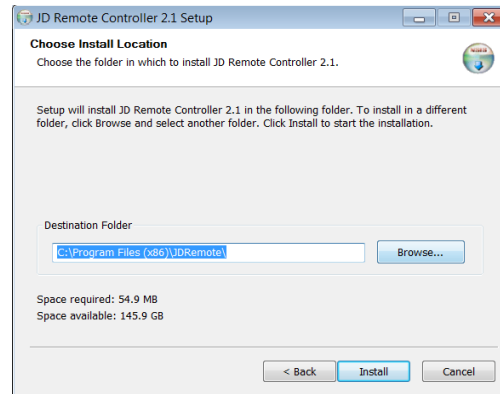 JD Remote Controller 2.1 Setup
Choose Install Location
Choose the folder in which to install JD Remote Controller 2.1.
Setup will install JD Remote Controller 2.1 in the following folder. To install in a different
folder, click Browse and select another folder. Click Install to start the installation.
Destination Folder
C:\Program Files (x86)\JDRemote\
Browse...
Space required: 54.9 MB
Space available: 145.9 GB
< Back
Install
Cancel